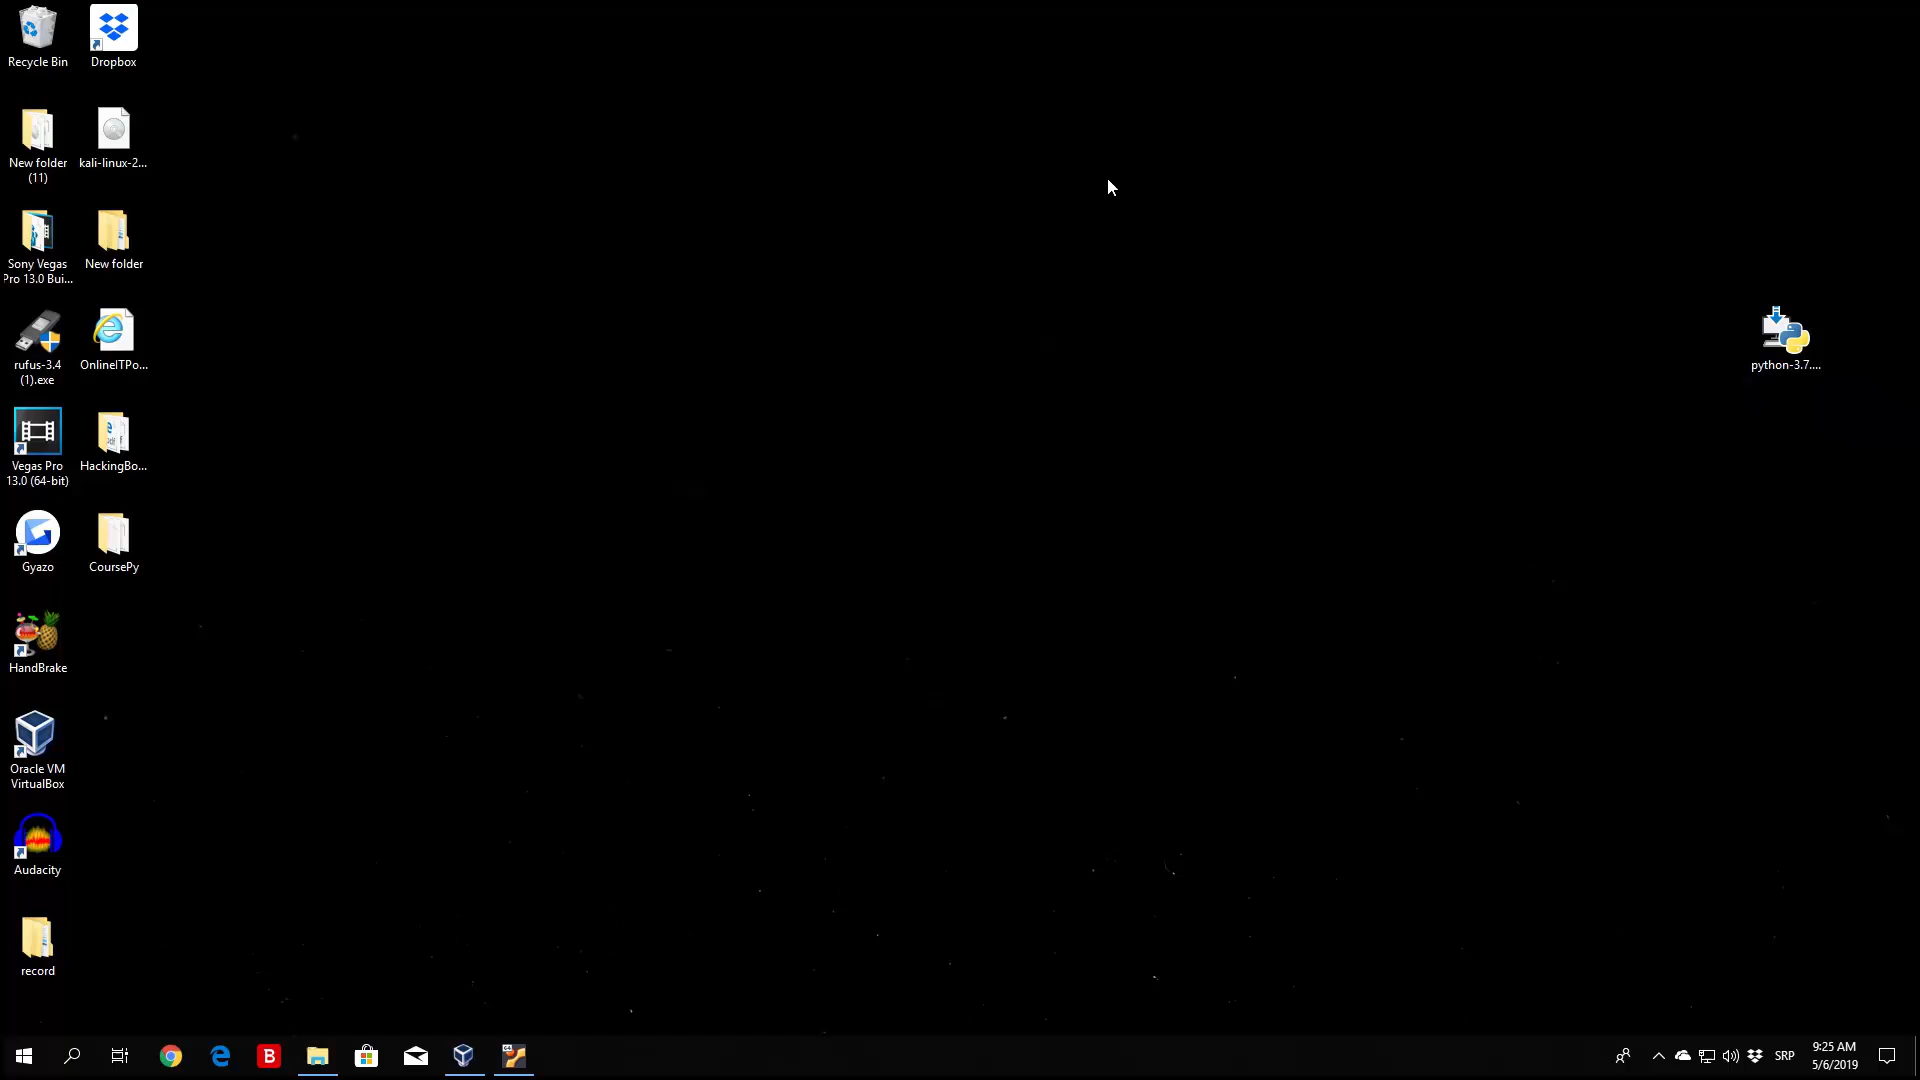 Recycle Bin
Dropbox
New folder
(11)
kali-linux-2...
Sony Vegas
Pro 13.0 Bui...
New folder
rufus-3.4
(1).exe
OnlineITPo...
python-3.7....
Vegas Pro
13.0 (64-bit)
HackingBo...
Gyazo
CoursePy
HandBrake
Oracle VM
VirtualBox
Audacity
record
B
64
SRP
9:25 AM
5/6/2019